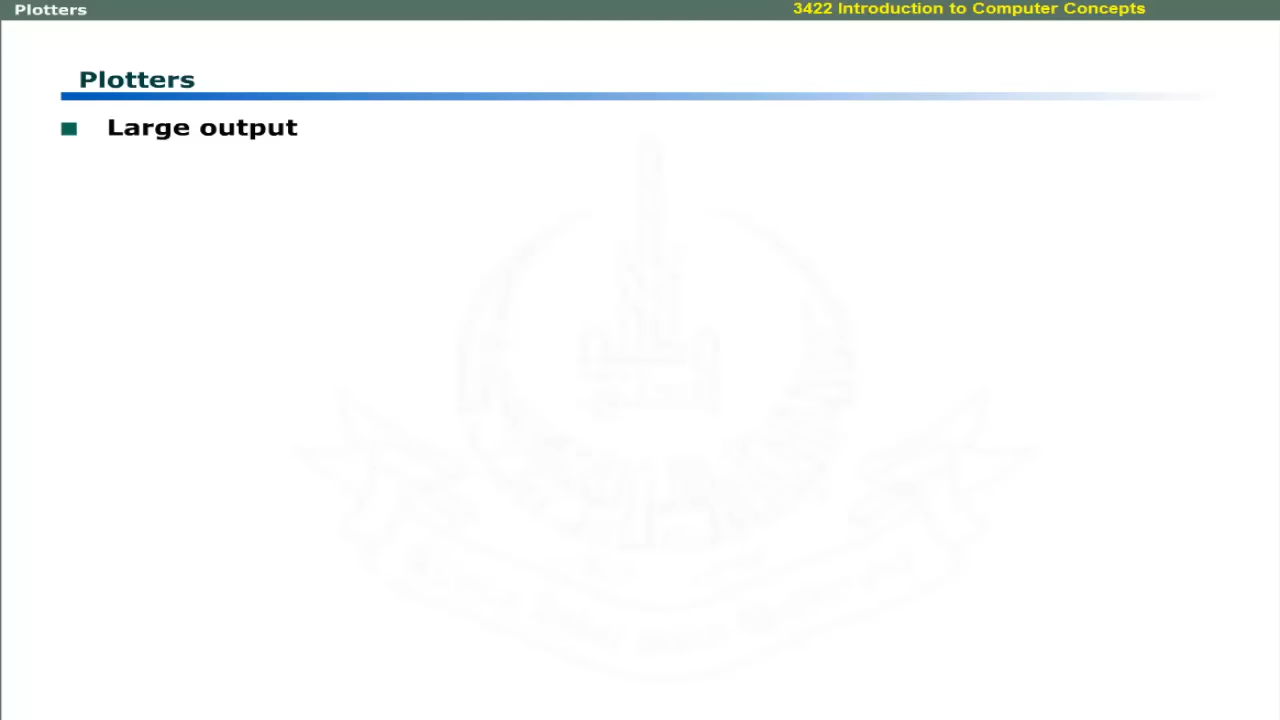 Plotters
3422 Introduction to Computer Concepts
Plotters
Large output